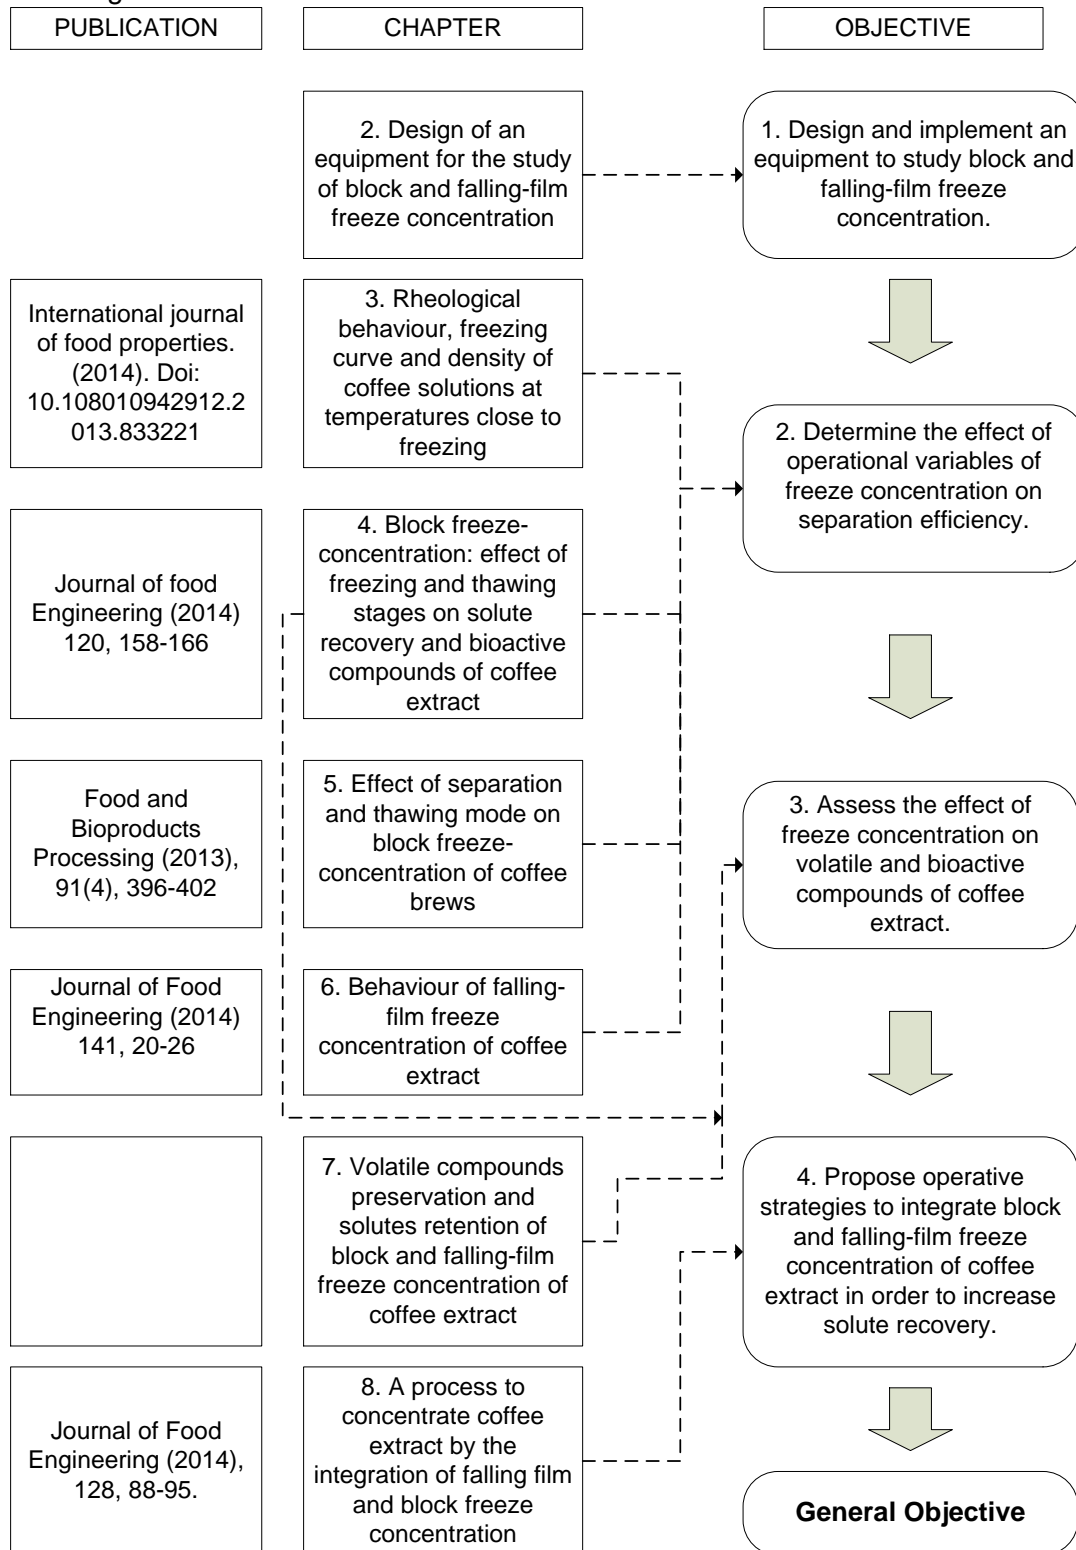 PUBLICATION
CHAPTER
OBJECTIVE
2. Design of an
equipment for the study
of block and falling-film
freeze concentration
1. Design and implement an
equipment to study block and
falling-film freeze
concentration.
International journal
of food properties.
(2014). Doi:
10.108010942912.2
013.833221
3. Rheological
behaviour, freezing
curve and density of
coffee solutions at
temperatures close to
freezing
2. Determine the effect of
operational variables of
freeze concentration on
separation efficiency.
Journal of food
Engineering (2014)
120, 158-166
4. Block freeze-
concentration: effect of
freezing and thawing
stages on solute
recovery and bioactive
compounds of coffee
extract
Food and
Bioproducts
Processing (2013),
91(4), 396-402
5. Effect of separation
and thawing mode on
block freeze-
concentration of coffee
brews
3. Assess the effect of
freeze concentration on
volatile and bioactive
compounds of coffee
extract.
Journal of Food
Engineering (2014)
141, 20-26
6. Behaviour of falling-
film freeze
concentration of coffee
extract
7. Volatile compounds
preservation and
solutes retention of
block and falling-film
freeze concentration of
coffee extract
4. Propose operative
strategies to integrate block
and falling-film freeze
concentration of coffee
extract in order to increase
solute recovery.
Journal of Food
Engineering (2014),
128, 88-95.
8. A process to
concentrate coffee
extract by the
integration of falling film
and block freeze
concentration
General Objective